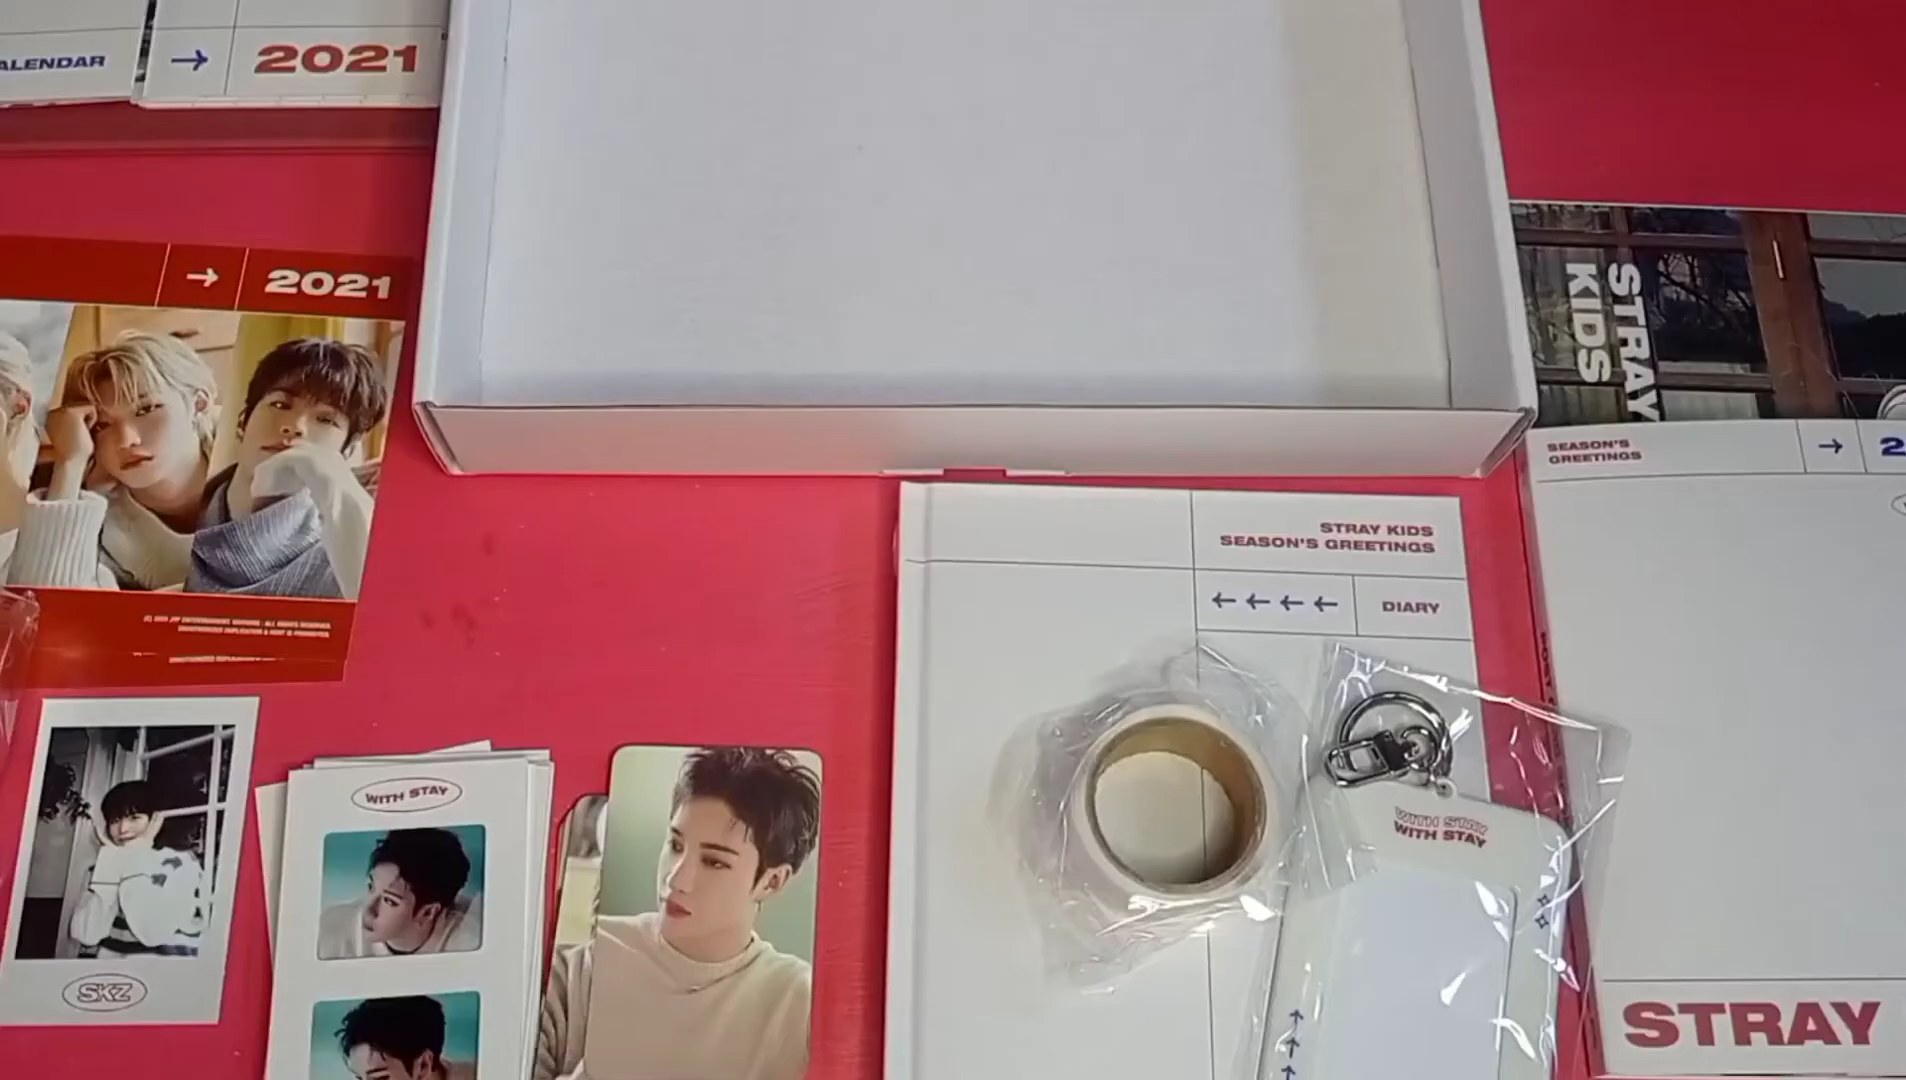 ALENDAR
→ 2021
→ 2021
STRAY
KIDS
SEASON'S
GREETINGS
→ 2
STRAY KIDS
SEASON'S GREETINGS
← ← ← ← DIARY
WITH STAY
WITH STAY
WITH STAY
SKZ
STRAY